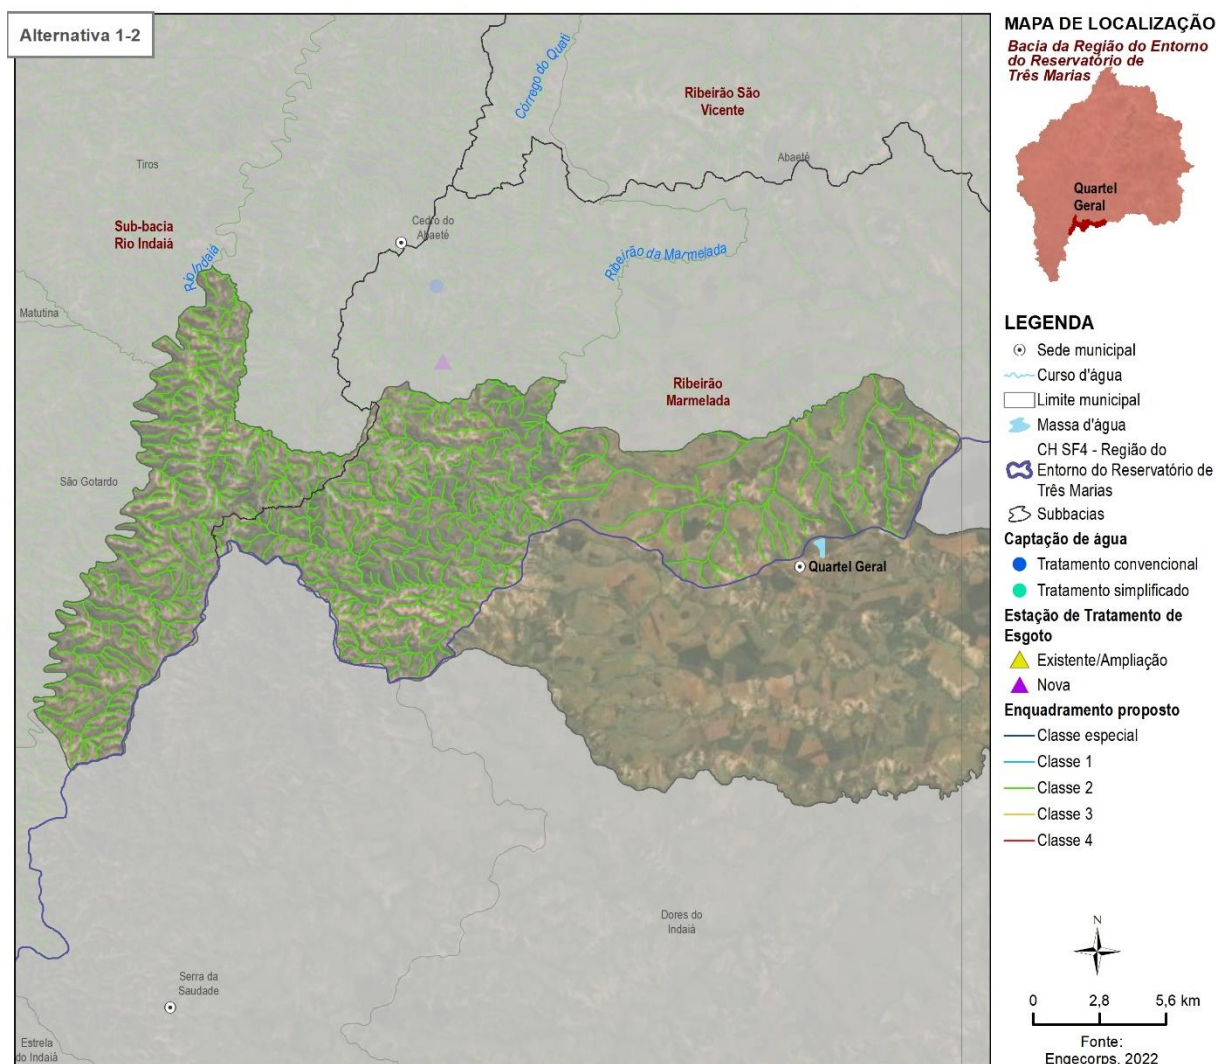 Alternativa 1-2
Córrego do Quati
Ribeirão São
Vicente
Tiros
Abaeté
Sub-bacia
Rio Indaiá
Cedro do
Abaeté
Rio Indaiá
Ribeirão da Marmelada
Matutina
Ribeirão
Marmelada
São Gotardo
Quartel Geral
Dores do
Indaiá
Serra da
Saudade
Estrela
do Indaiá
MAPA DE LOCALIZAÇÃO
Bacia da Região do Entorno
do Reservatório de
Três Marias
Quartel
Geral
LEGENDA
Sede municipal
Curso d'água
Limite municipal
Massa d'água
CH SF4 - Região do
Entorno do Reservatório de
Três Marias
Subbacias
Captação de água
Tratamento convencional
Tratamento simplificado
Estação de Tratamento de
Esgoto
Existente/Ampliação
Nova
Enquadramento proposto
Classe especial
Classe 1
Classe 2
Classe 3
Classe 4
N
0 2,8 5,6 km
Fonte:
Engecorps, 2022